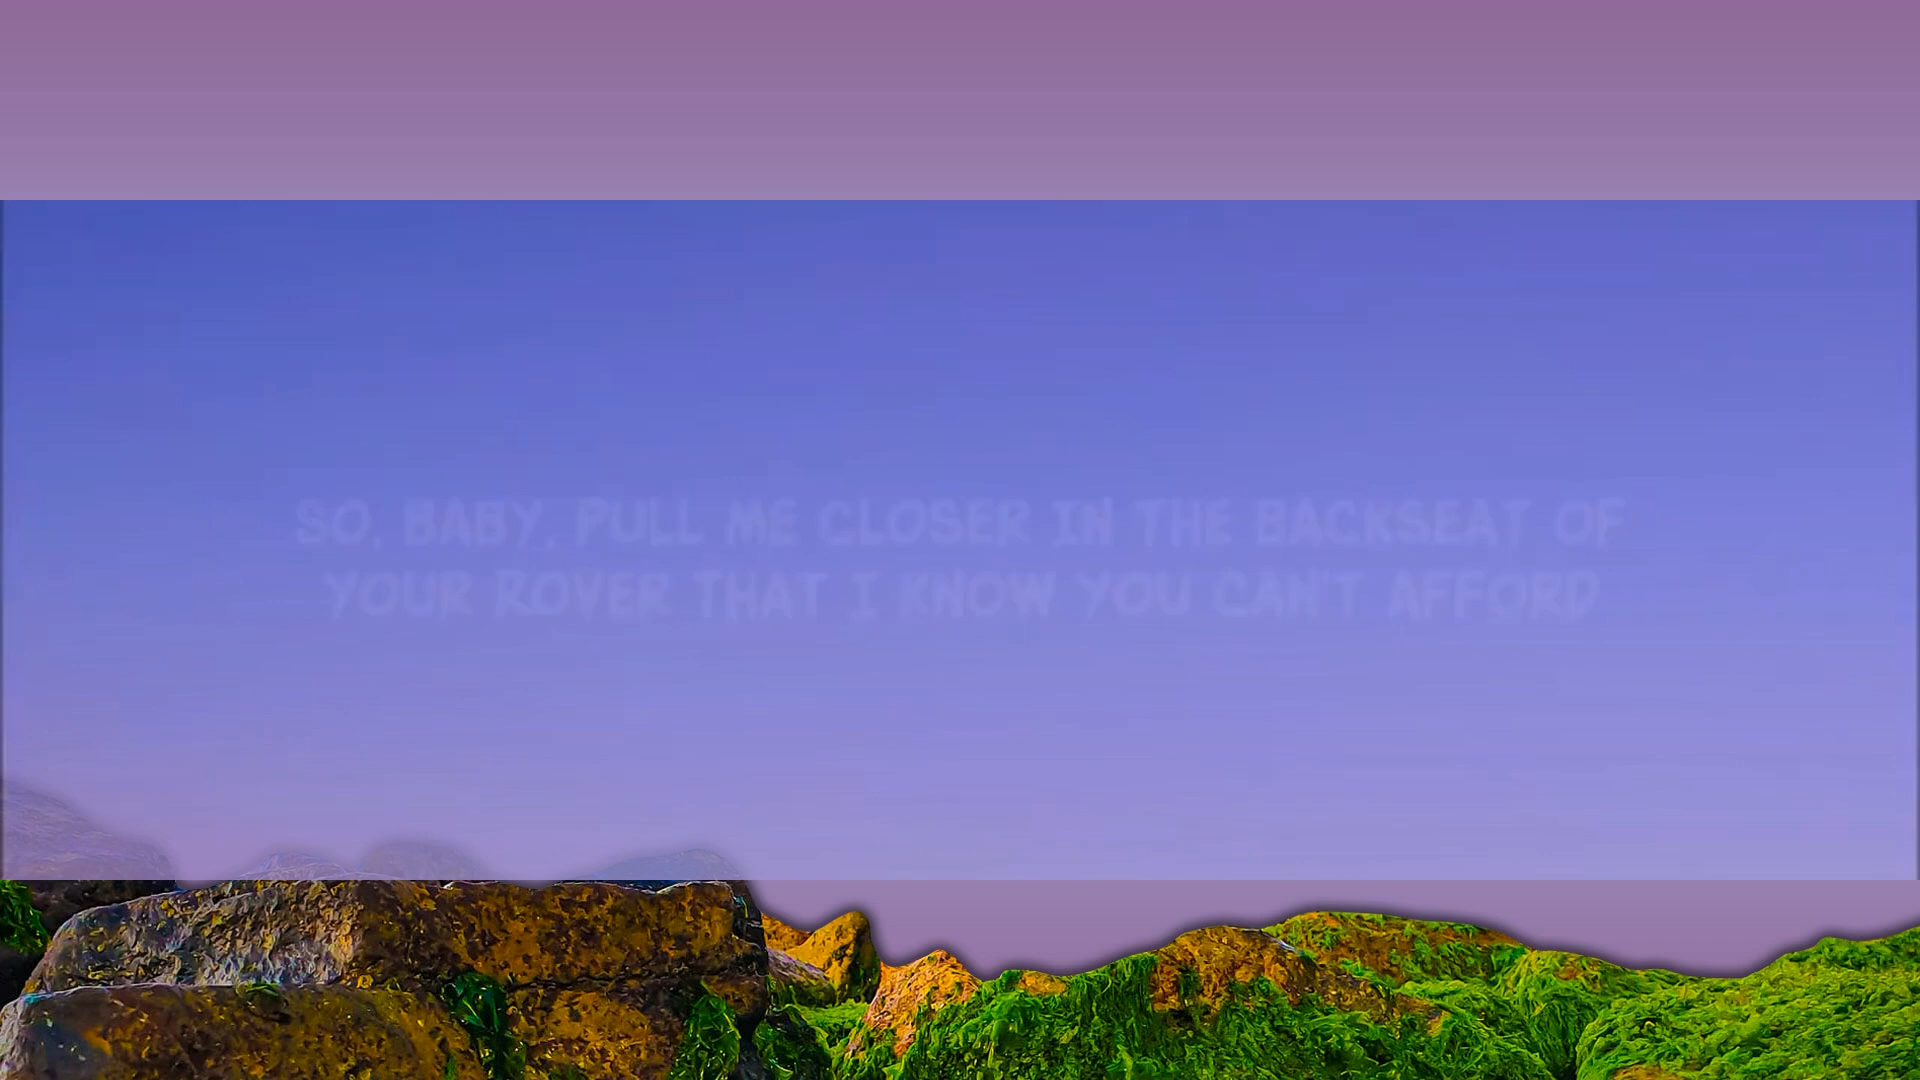 SO, BABY, PULL ME CLOSER IN THE BACKSEAT OF
YOUR ROVER THAT I KNOW YOU CAN'T AFFORD